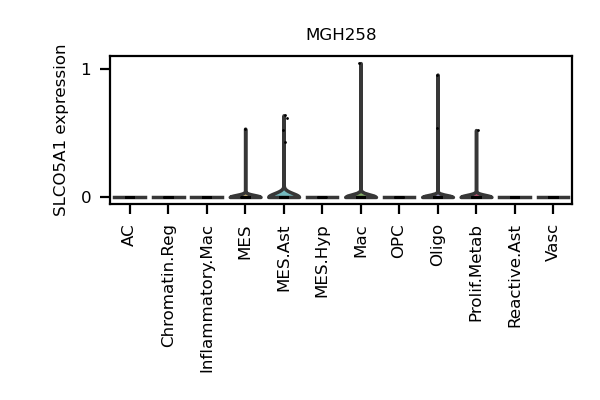 MGH258
SLCO5A1 expression
1
0
AC
Chromatin.Reg
Inflammatory.Mac
MES
MES.Ast
MES.Hyp
Mac
OPC
Oligo
Prolif.Metab
Reactive.Ast
Vasc